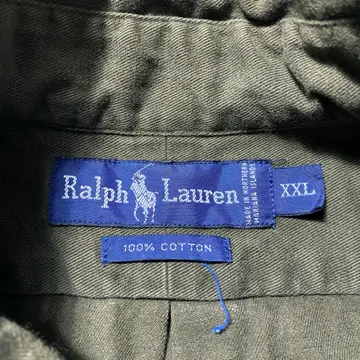 Ralph Lauren
MADE IN NORTHERN
MARIANA ISLANDS
XXL
100% COTTON